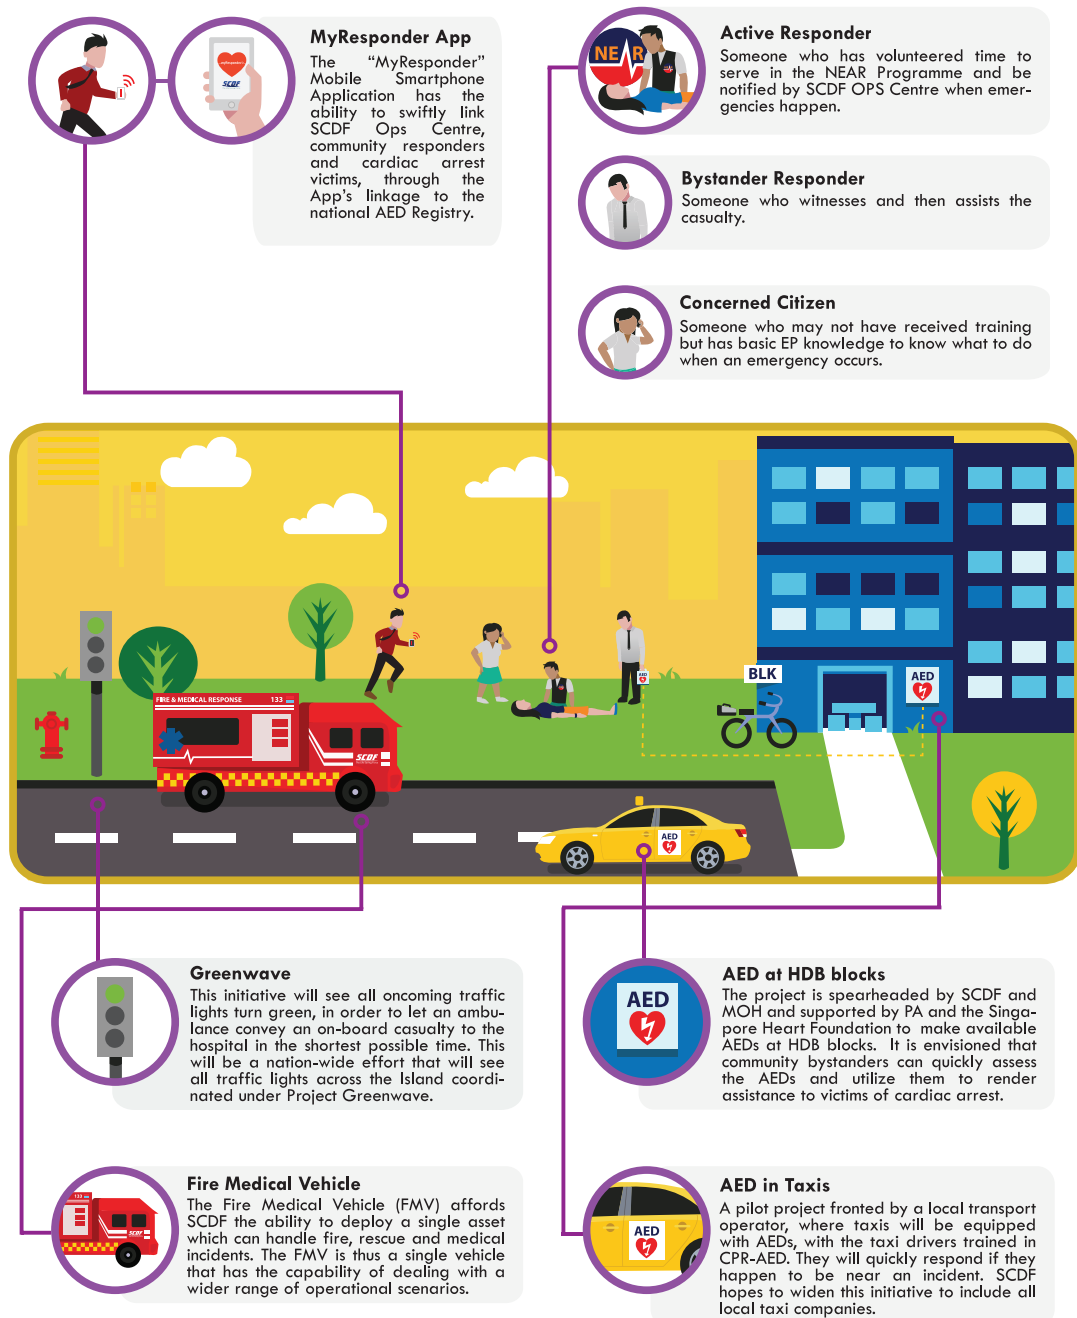 MyResponder App
The "MyResponder"
Mobile Smartphone
Application has the
ability to swiftly link
SCDF Ops Centre,
community responders
and cardiac arrest
victims, through the
App's linkage to the
national AED Registry.
myResponder
SCDF
NEAR
Active Responder
Someone who has volunteered time to
serve in the NEAR Programme and be
notified by SCDF OPS Centre when emer-
gencies happen.
Bystander Responder
Someone who witnesses and then assists the
casualty.
Concerned Citizen
Someone who may not have received training
but has basic EP knowledge to know what to do
when an emergency occurs.
FIRE & MEDICAL RESPONSE 133
SCDF
AED
BLK
AED
AED
Greenwave
This initiative will see all oncoming traffic
lights turn green, in order to let an ambu-
lance convey an on-board casualty to the
hospital in the shortest possible time. This
will be a nation-wide effort that will see
all traffic lights across the Island coordi-
nated under Project Greenwave.
AED
AED at HDB blocks
The project is spearheaded by SCDF and
MOH and supported by PA and the Singa-
pore Heart Foundation to make available
AEDs at HDB blocks. It is envisioned that
community bystanders can quickly assess
the AEDs and utilize them to render
assistance to victims of cardiac arrest.
133
SCDF
Fire Medical Vehicle
The Fire Medical Vehicle (FMV) affords
SCDF the ability to deploy a single asset
which can handle fire, rescue and medical
incidents. The FMV is thus a single vehicle
that has the capability of dealing with a
wider range of operational scenarios.
AED
AED in Taxis
A pilot project fronted by a local transport
operator, where taxis will be equipped
with AEDs, with the taxi drivers trained in
CPR-AED. They will quickly respond if they
happen to be near an incident. SCDF
hopes to widen this initiative to include all
local taxi companies.